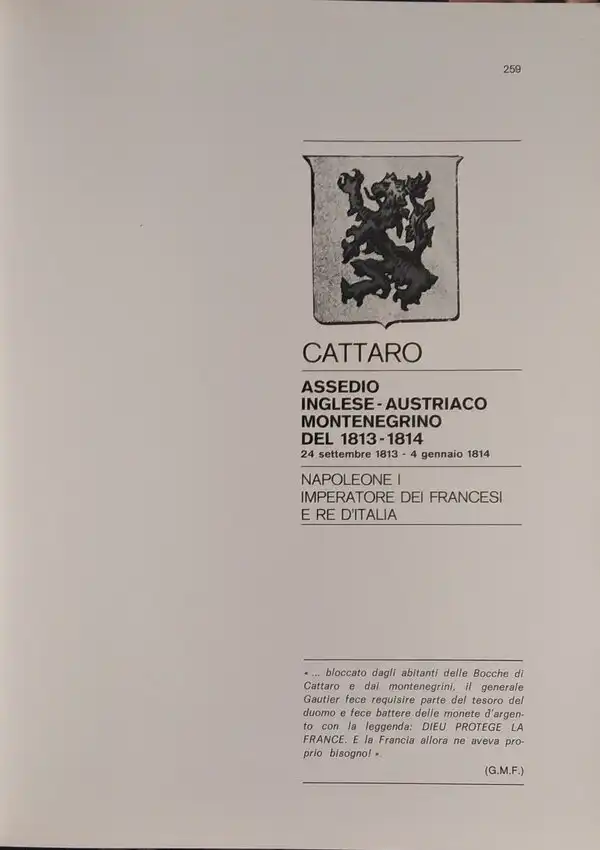 259
CATTARO
ASSEDIO
INGLESE-AUSTRIACO
MONTENEGRINO
DEL 1813-1814
24 settembre 1813 - 4 gennaio 1814
NAPOLEONE I
IMPERATORE DEI FRANCESI
E RE D'ITALIA
« ... bloccato dagli abitanti delle Bocche di
Cattaro e dai montenegrini, il generale
Gautier fece requisire parte del tesoro del
duomo e fece battere delle monete d'argen-
to con la leggenda: DIEU PROTEGE LA
FRANCE. E la Francia allora ne aveva pro-
prio bisogno! ».
(G.M.F.)